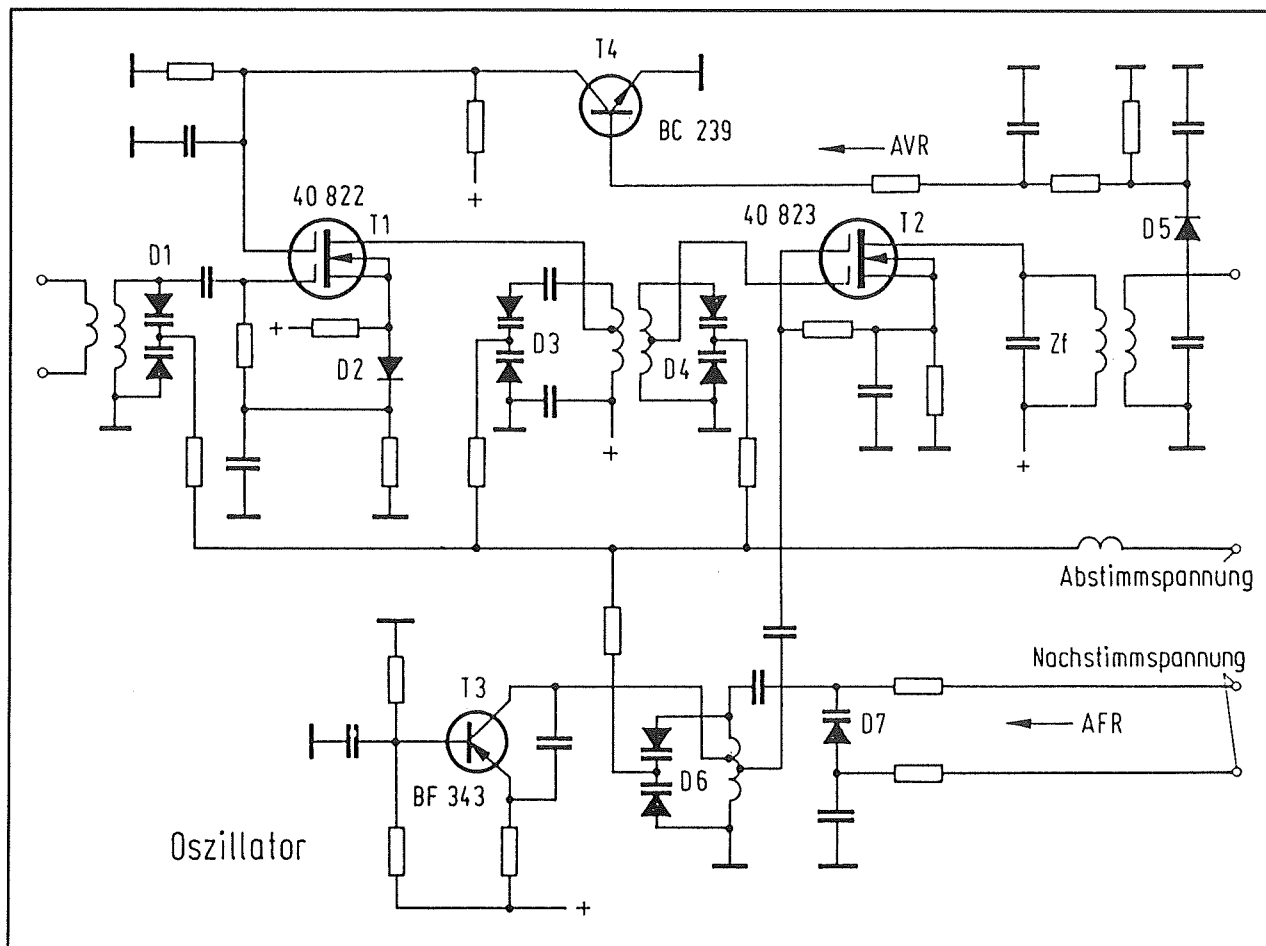 T4
BC 239
AVR
+
40 822
T1
40 823
T2
D5
D1
+
D2
D3
D4
Zf
+
+
Abstimmspannung
Nachstimmspannung
T3
D7
AFR
D6
BF 343
Oszillator
+